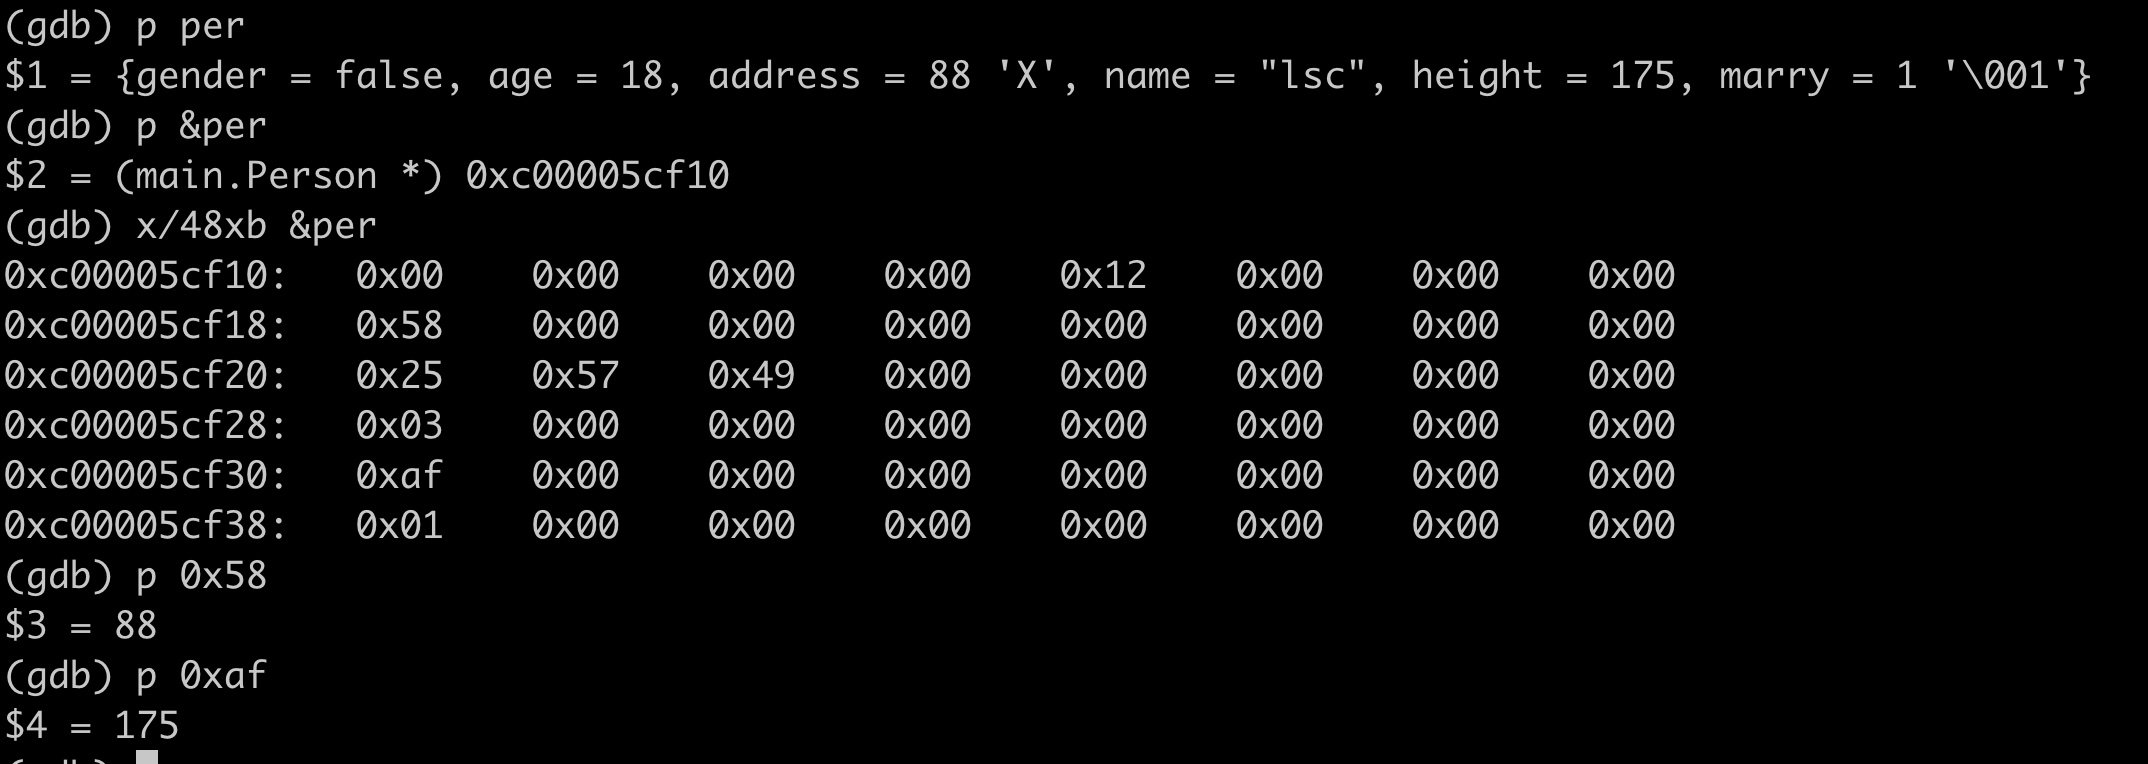 (gdb) p per
$1 = {gender = false, age = 18, address = 88 'X', name = "lsc", height = 175, marry = 1 '\001'}
(gdb) p &per
$2 = (main.Person *) 0xc00005cf10
(gdb) x/48xb &per
0xc00005cf10: 0x00 0x00 0x00 0x00 0x12 0x00 0x00 0x00
0xc00005cf18: 0x58 0x00 0x00 0x00 0x00 0x00 0x00 0x00
0xc00005cf20: 0x25 0x57 0x49 0x00 0x00 0x00 0x00 0x00
0xc00005cf28: 0x03 0x00 0x00 0x00 0x00 0x00 0x00 0x00
0xc00005cf30: 0xaf 0x00 0x00 0x00 0x00 0x00 0x00 0x00
0xc00005cf38: 0x01 0x00 0x00 0x00 0x00 0x00 0x00 0x00
(gdb) p 0x58
$3 = 88
(gdb) p 0xaf
$4 = 175